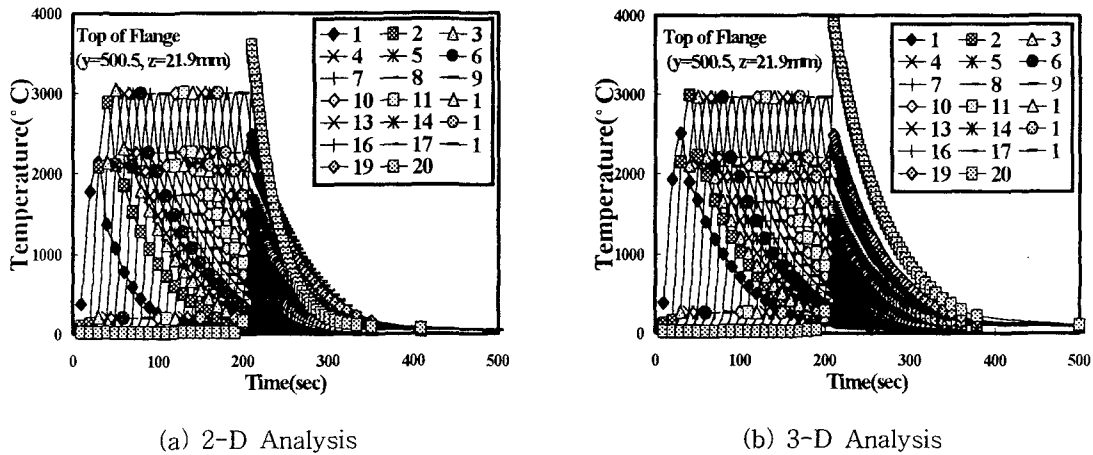 4000
3000
2000
1000
0
Temperature(°C)
Top of Flange
(y=500.5, z=21.9mm)
1 2 3
4 5 6
7 8 9
10 11 1
13 14 1
16 17 1
19 20
0 100 200 300 400 500
Time(sec)
(a) 2-D Analysis
4000
3000
2000
1000
0
Temperature(°C)
Top of Flange
(y=500.5, z=21.9mm)
1 2 3
4 5 6
7 8 9
10 11 1
13 14 1
16 17 1
19 20
0 100 200 300 400 500
Time(sec)
(b) 3-D Analysis